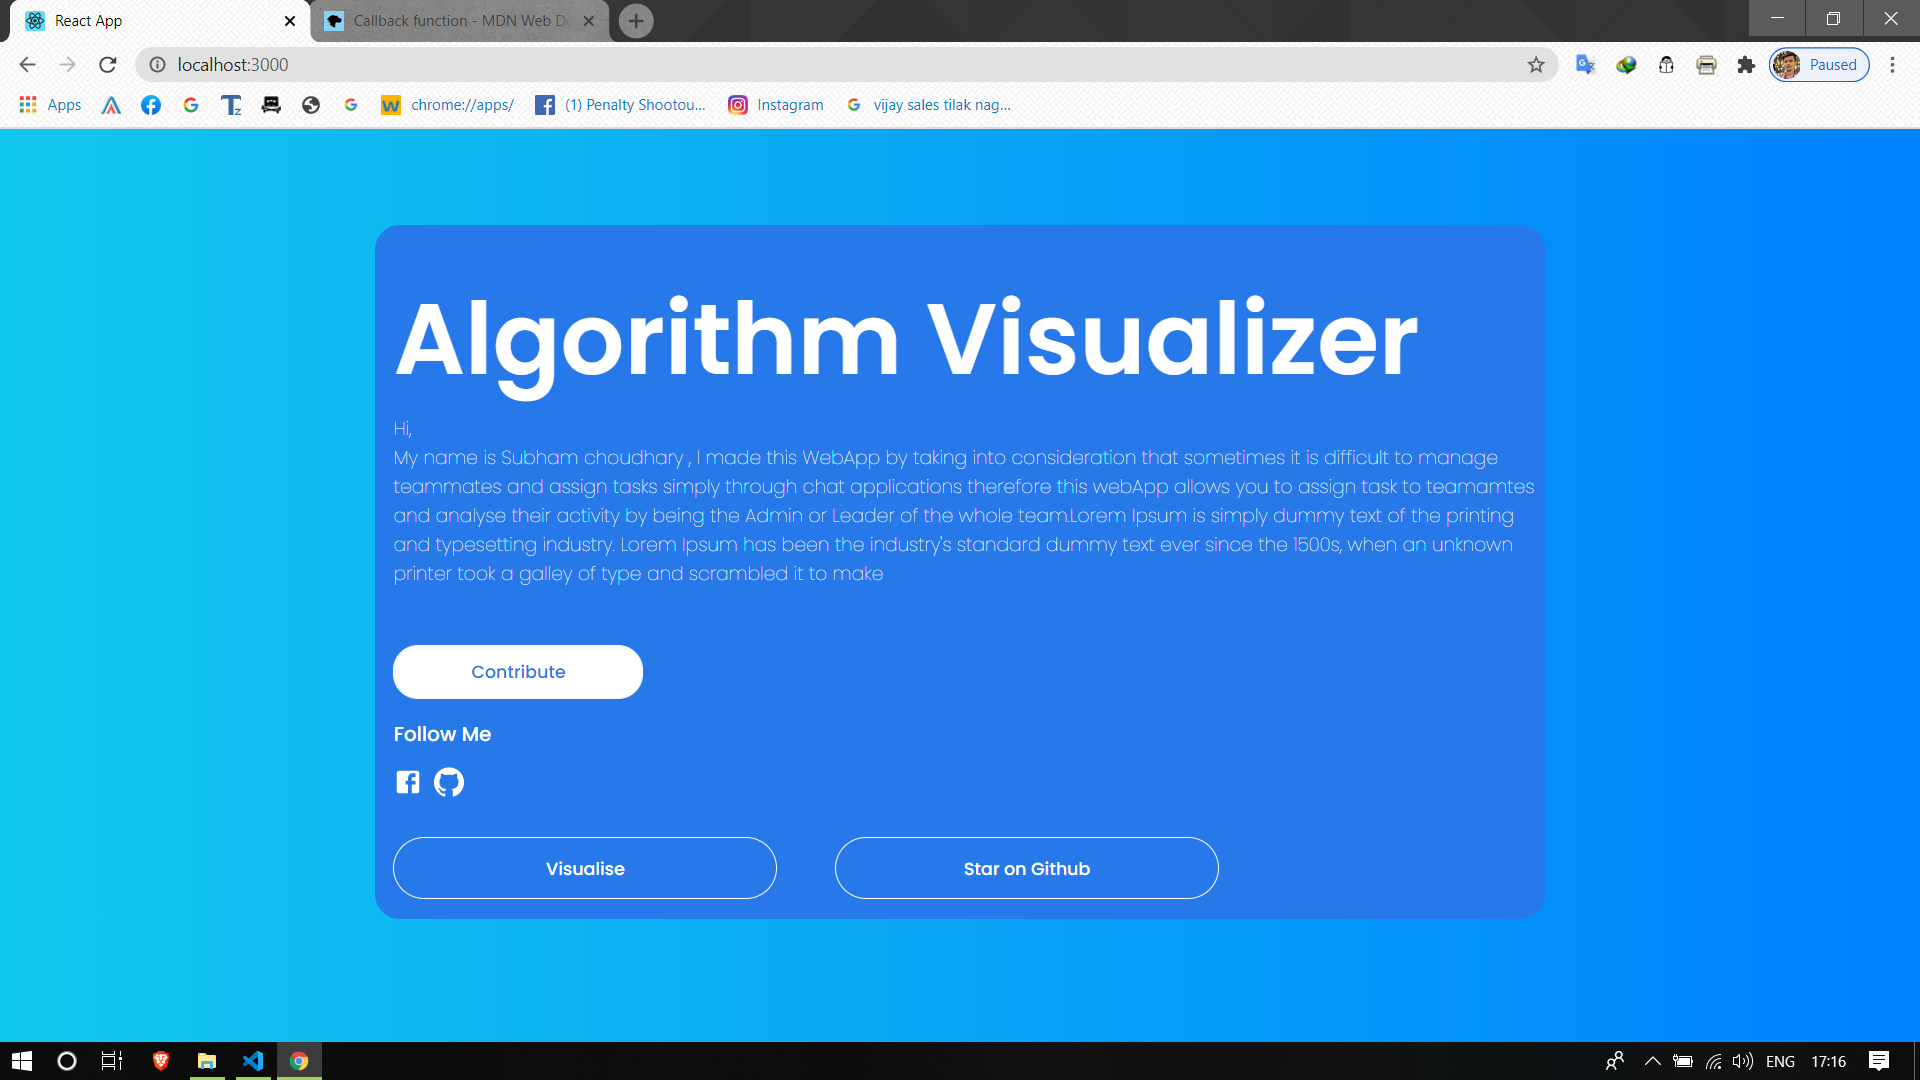 React App
Callback function - MDN Web Do
localhost:3000
Paused
Apps
chrome://apps/
(1) Penalty Shootou...
Instagram
vijay sales tilak nag...
Algorithm Visualizer
Hi,
My name is Subham choudhary , I made this WebApp by taking into consideration that sometimes it is difficult to manage
teammates and assign tasks simply through chat applications therefore this webApp allows you to assign task to teamamtes
and analyse their activity by being the Admin or Leader of the whole team.Lorem Ipsum is simply dummy text of the printing
and typesetting industry. Lorem Ipsum has been the industry's standard dummy text ever since the 1500s, when an unknown
printer took a galley of type and scrambled it to make
Contribute
Follow Me
Visualise
Star on Github
ENG
17:16